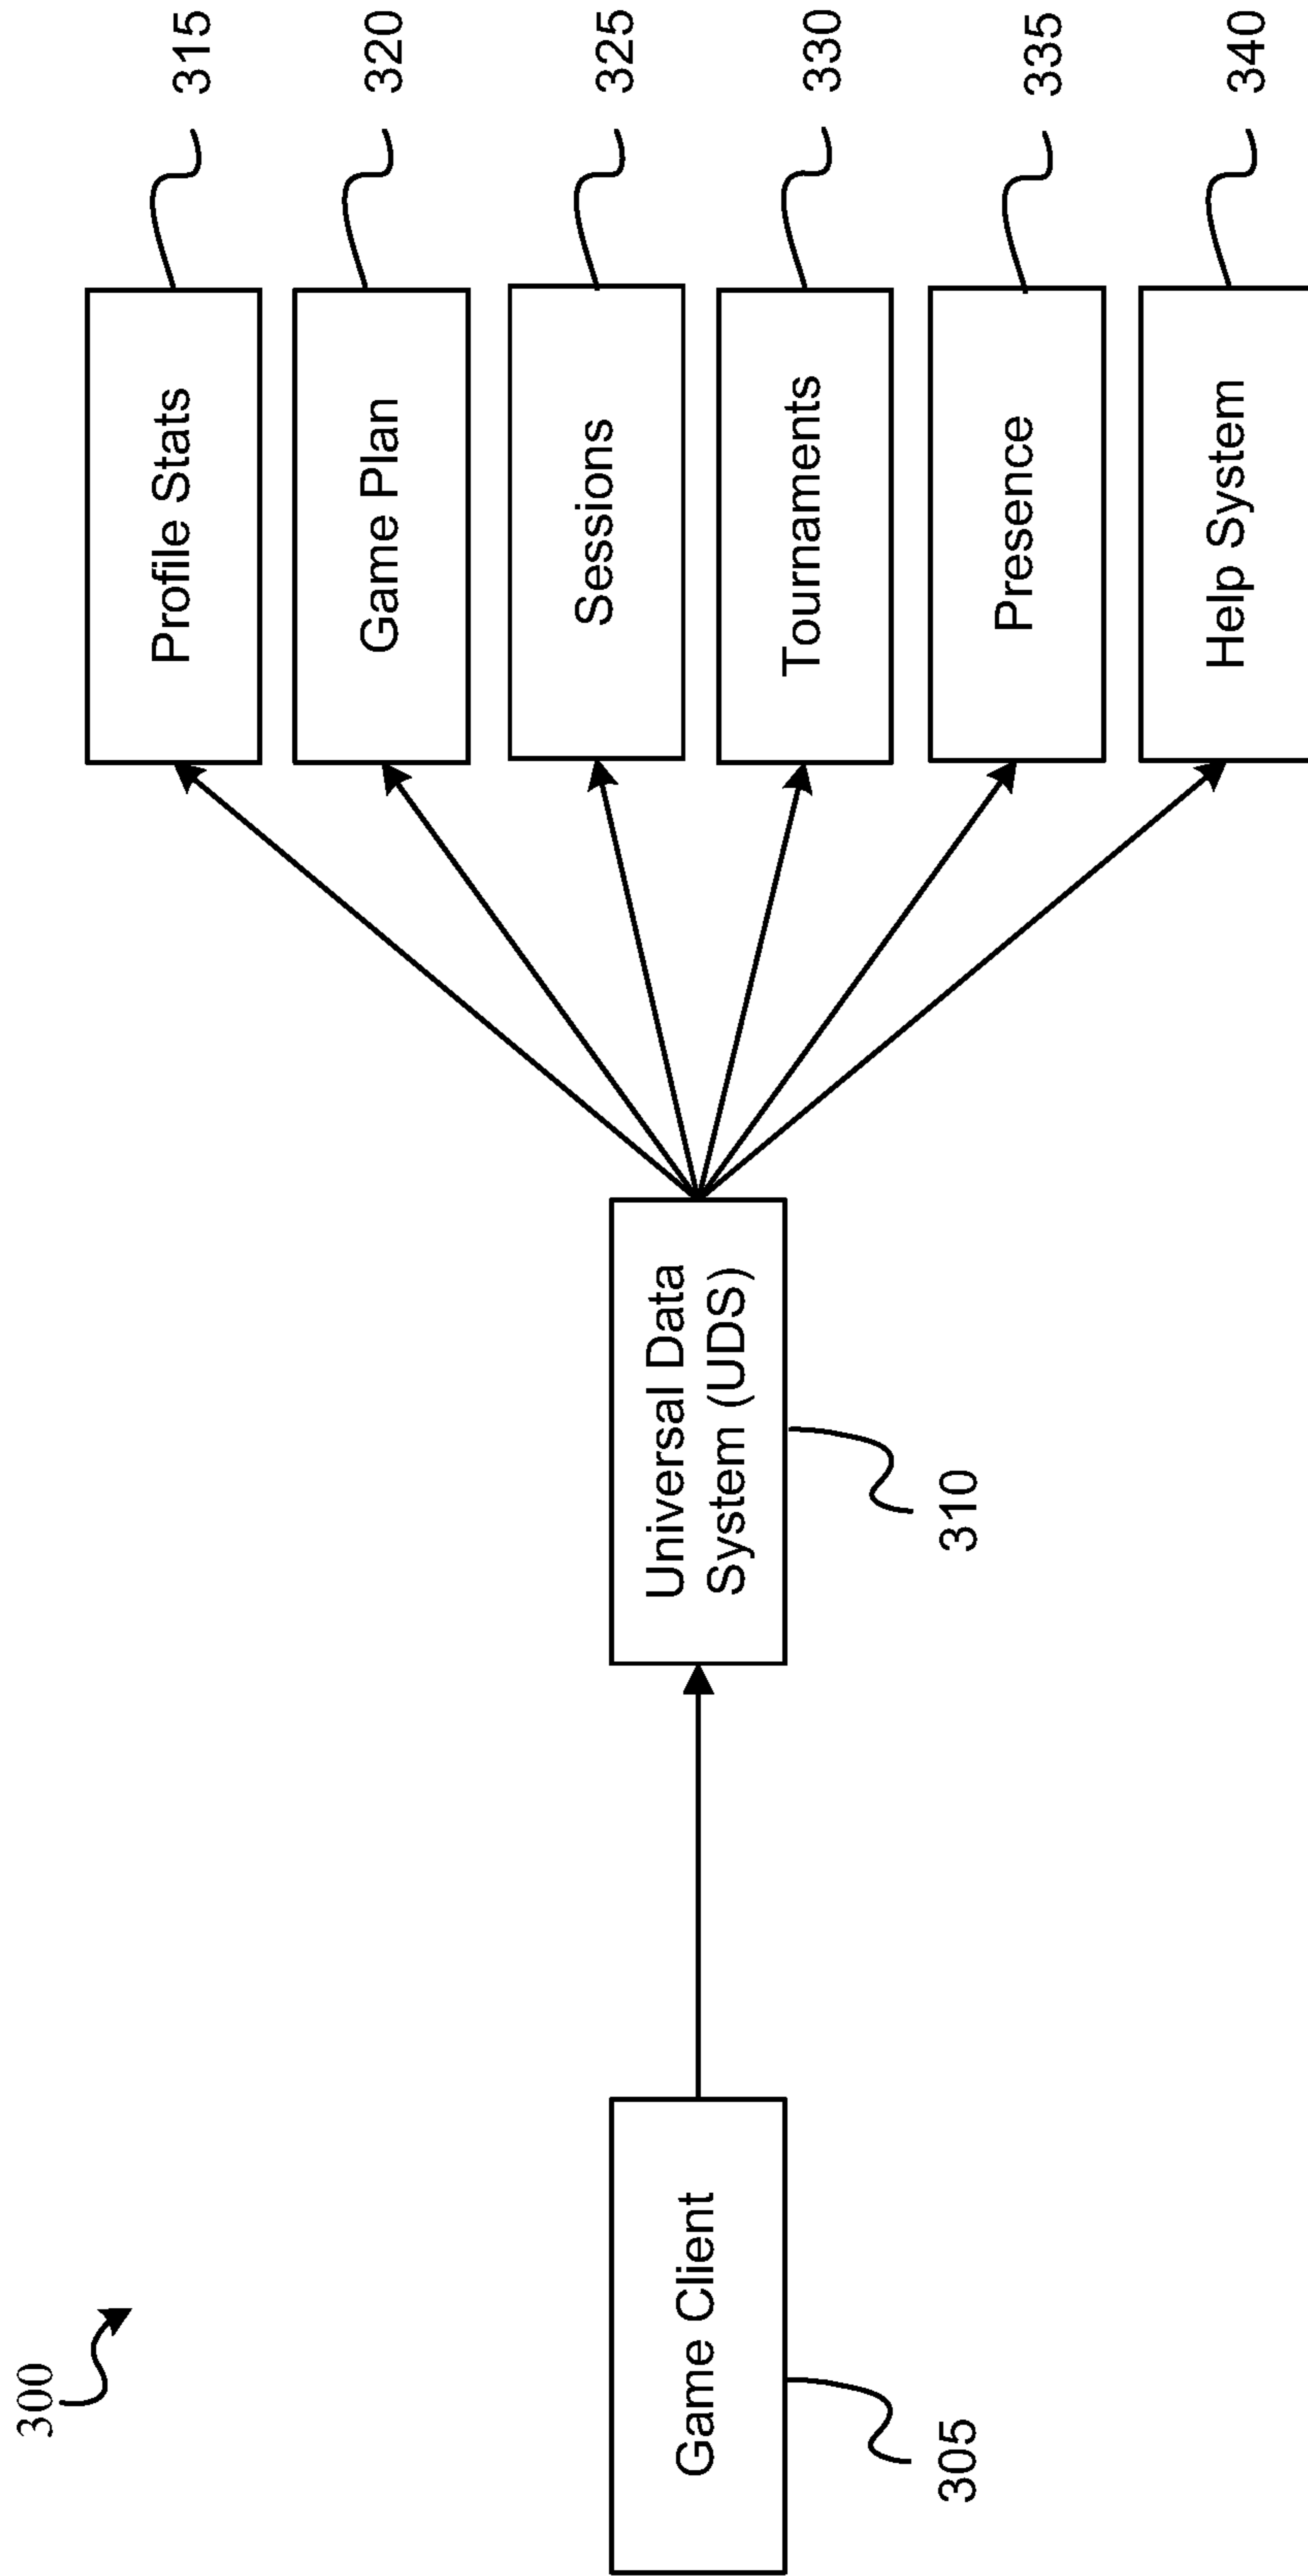 300
Game Client
305
Universal Data
System (UDS)
310
Profile Stats
315
Game Plan
320
Sessions
325
Tournaments
330
Presence
335
Help System
340